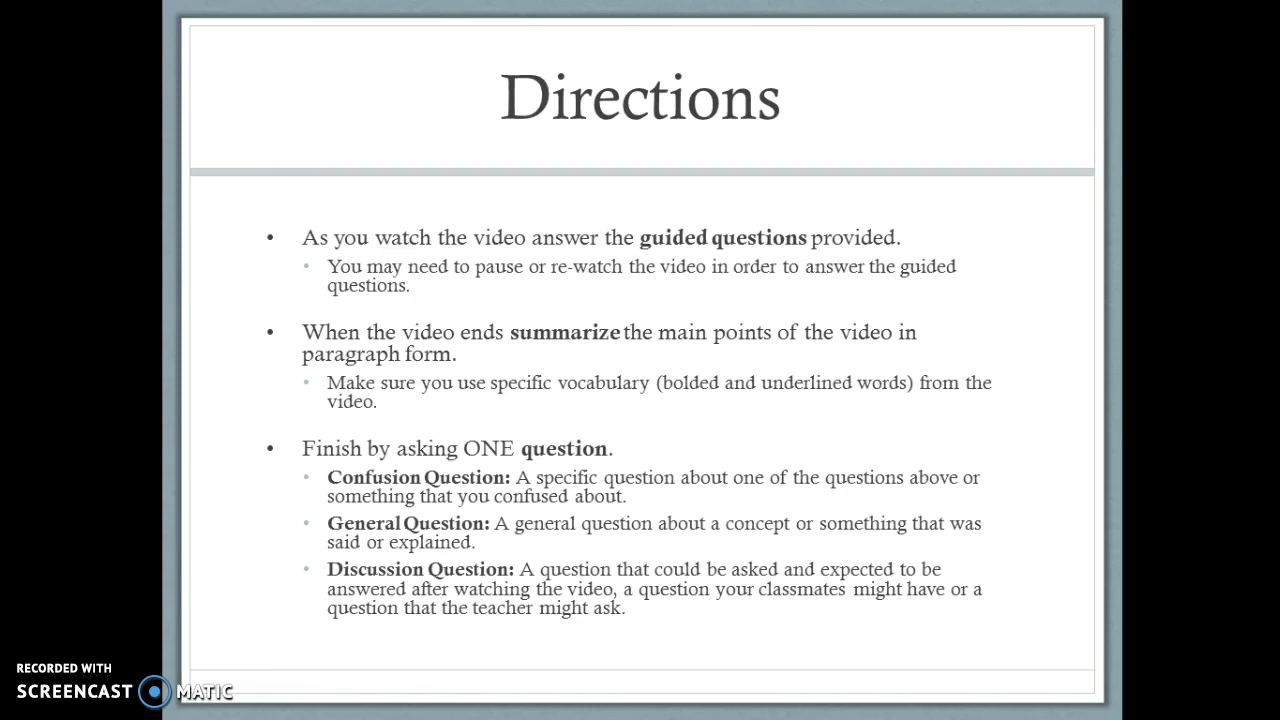 Directions
• As you watch the video answer the guided questions provided.
• You may need to pause or re-watch the video in order to answer the guided
questions.
• When the video ends summarize the main points of the video in
paragraph form.
• Make sure you use specific vocabulary (bolded and underlined words) from the
video.
• Finish by asking ONE question.
• Confusion Question: A specific question about one of the questions above or
something that you confused about.
• General Question: A general question about a concept or something that was
said or explained.
• Discussion Question: A question that could be asked and expected to be
answered after watching the video, a question your classmates might have or a
question that the teacher might ask.
RECORDED WITH
SCREENCAST MATIC